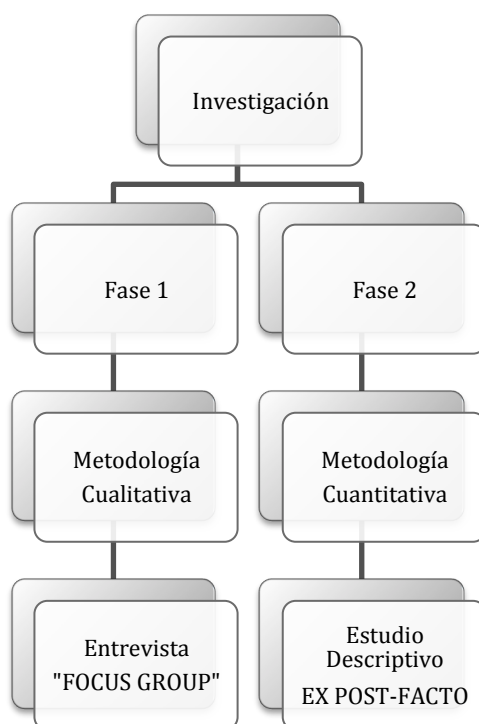 Investigación
Fase 1
Fase 2
Metodología
Cualitativa
Metodología
Cuantitativa
Entrevista
"FOCUS GROUP"
Estudio
Descriptivo
EX POST-FACTO